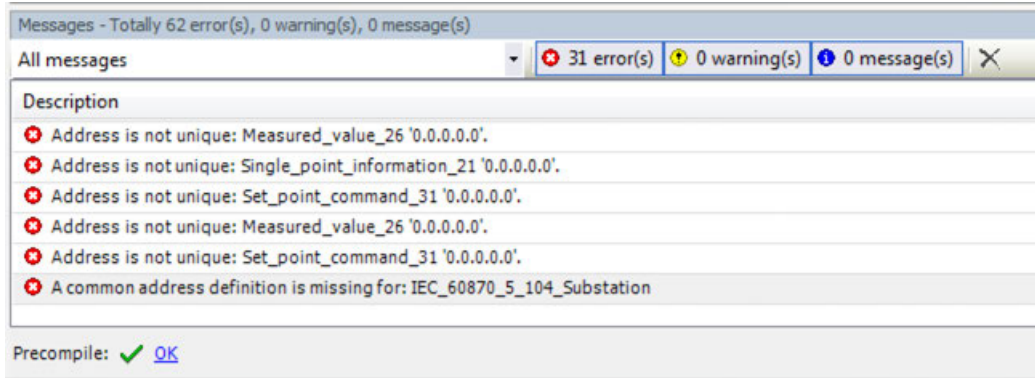 Messages - Totally 62 error(s), 0 warning(s), 0 message(s)
All messages 31 error(s) 0 warning(s) 0 message(s)
Description
Address is not unique: Measured_value_26 '0.0.0.0.0'.
Address is not unique: Single_point_information_21 '0.0.0.0.0'.
Address is not unique: Set_point_command_31 '0.0.0.0.0'.
Address is not unique: Measured_value_26 '0.0.0.0.0'.
Address is not unique: Set_point_command_31 '0.0.0.0.0'.
A common address definition is missing for: IEC_60870_5_104_Substation
Precompile: OK